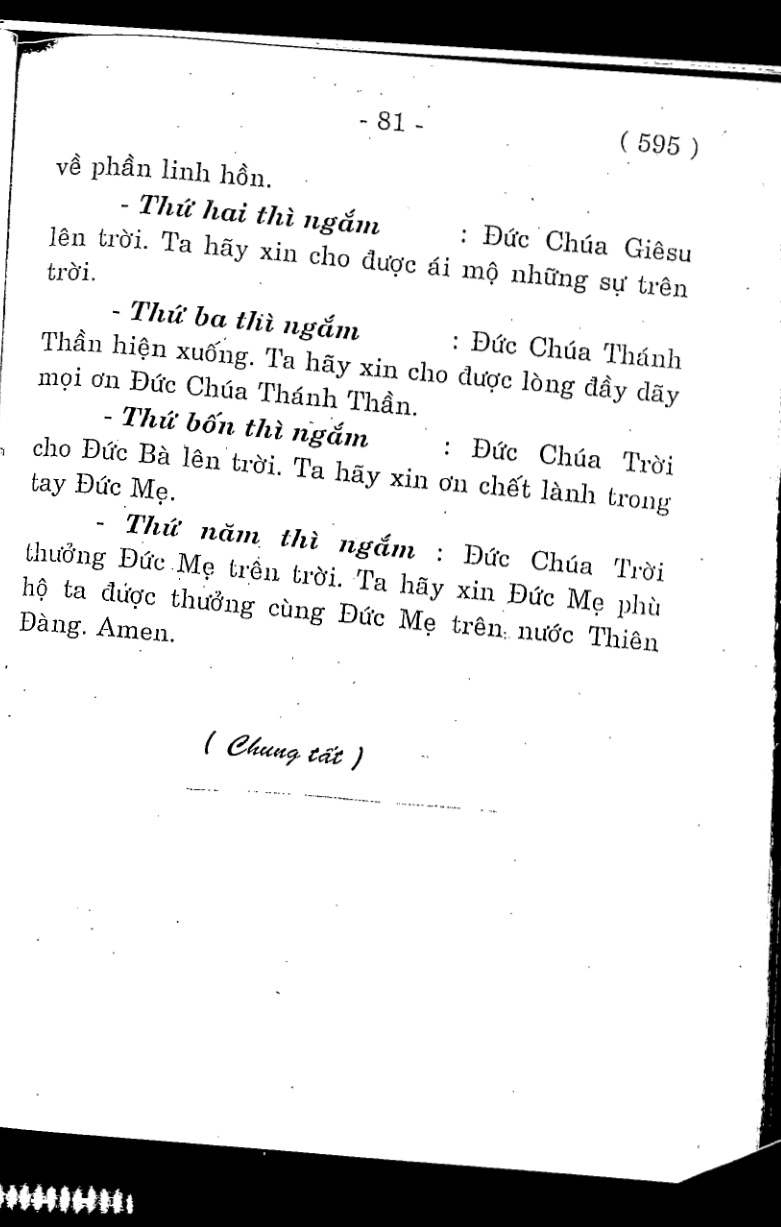 - 81 -
( 595 )
về phần linh hồn.
- Thứ hai thì ngắm : Đức Chúa Giêsu
lên trời. Ta hãy xin cho được ái mộ những sự trên
trời.
- Thứ ba thì ngắm : Đức Chúa Thánh
Thần hiện xuống. Ta hãy xin cho được lòng đầy dãy
mọi ơn Đức Chúa Thánh Thần.
- Thứ bốn thì ngắm : Đức Chúa Trời
cho Đức Bà lên trời. Ta hãy xin ơn chết lành trong
tay Đức Mẹ.
- Thứ năm thì ngắm : Đức Chúa Trời
thưởng Đức Mẹ trên trời. Ta hãy xin Đức Mẹ phù
hộ ta được thưởng cùng Đức Mẹ trên nước Thiên
Đàng. Amen.
( Chung tất )